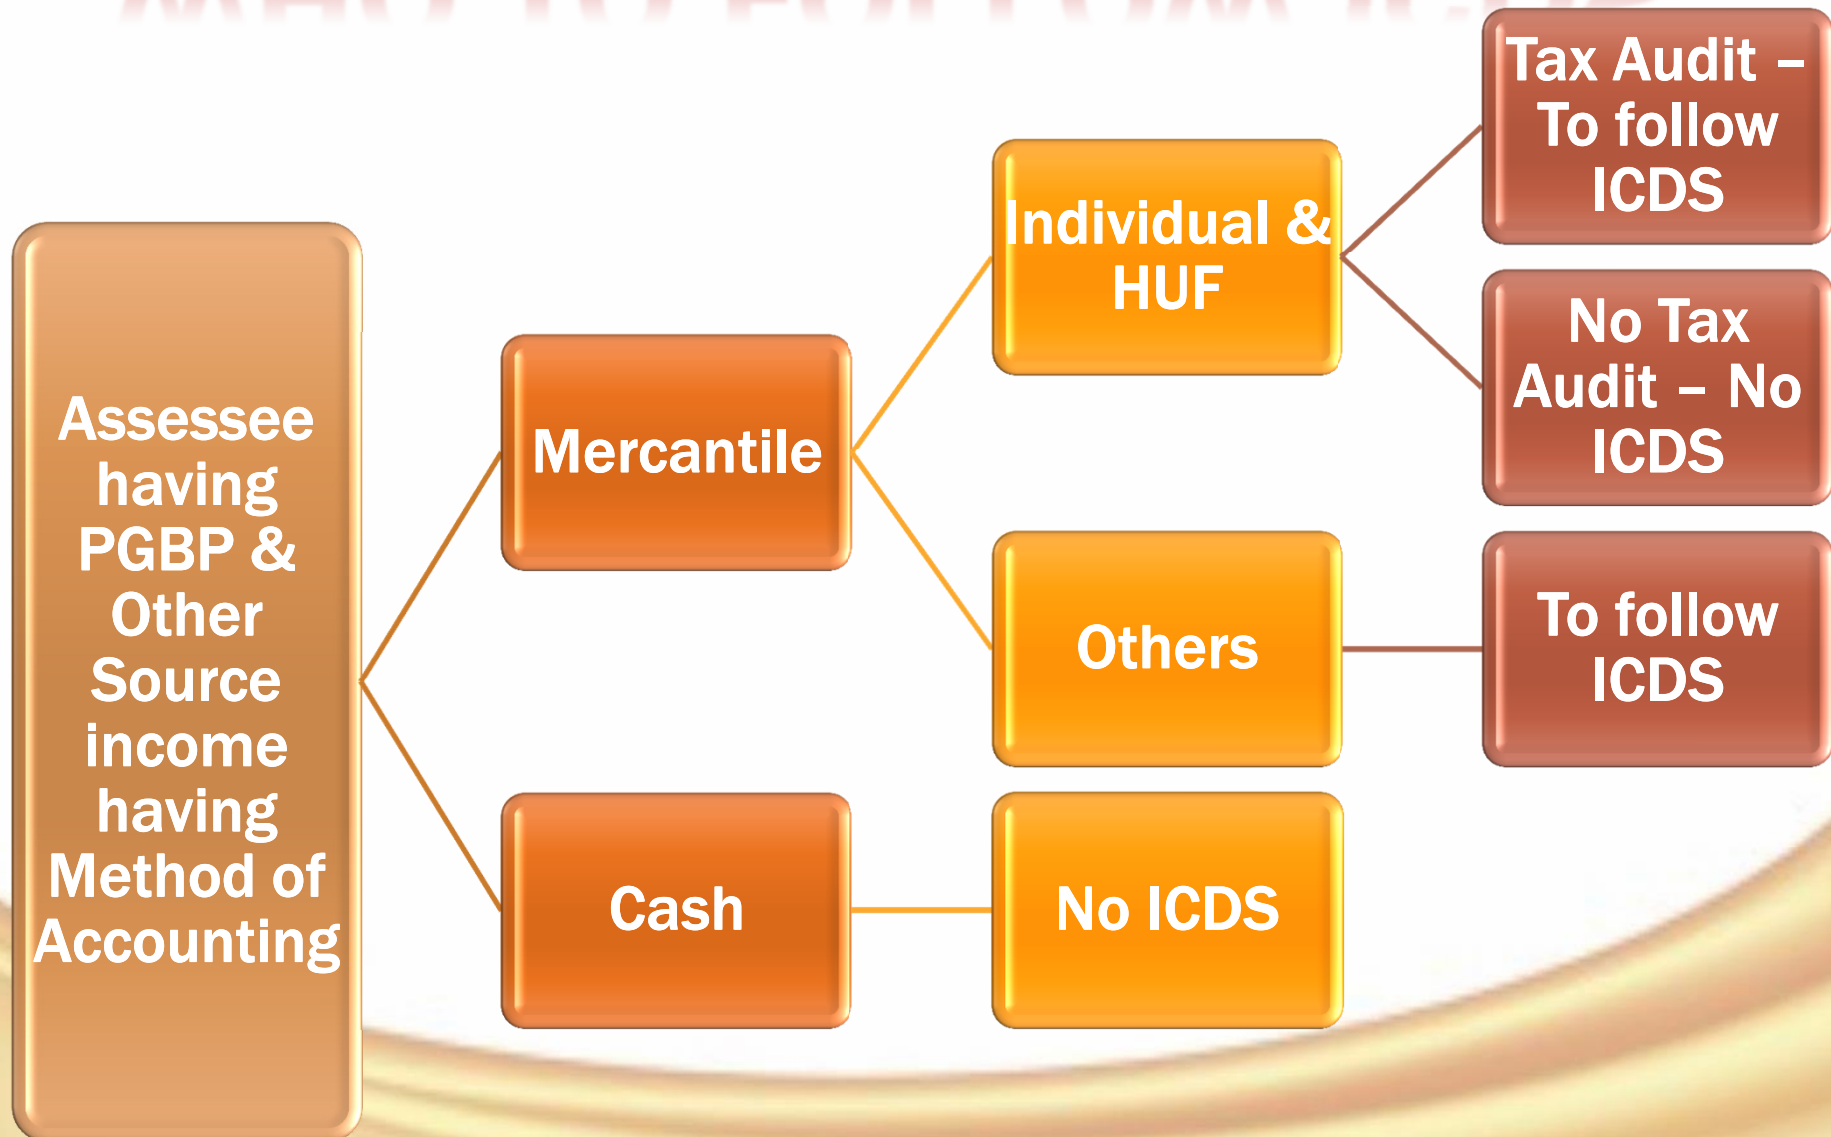 Assessee
having
PGBP &
Other
Source
income
having
Method of
Accounting
Mercantile
Individual &
HUF
Tax Audit –
To follow
ICDS
No Tax
Audit – No
ICDS
Others
To follow
ICDS
Cash
No ICDS